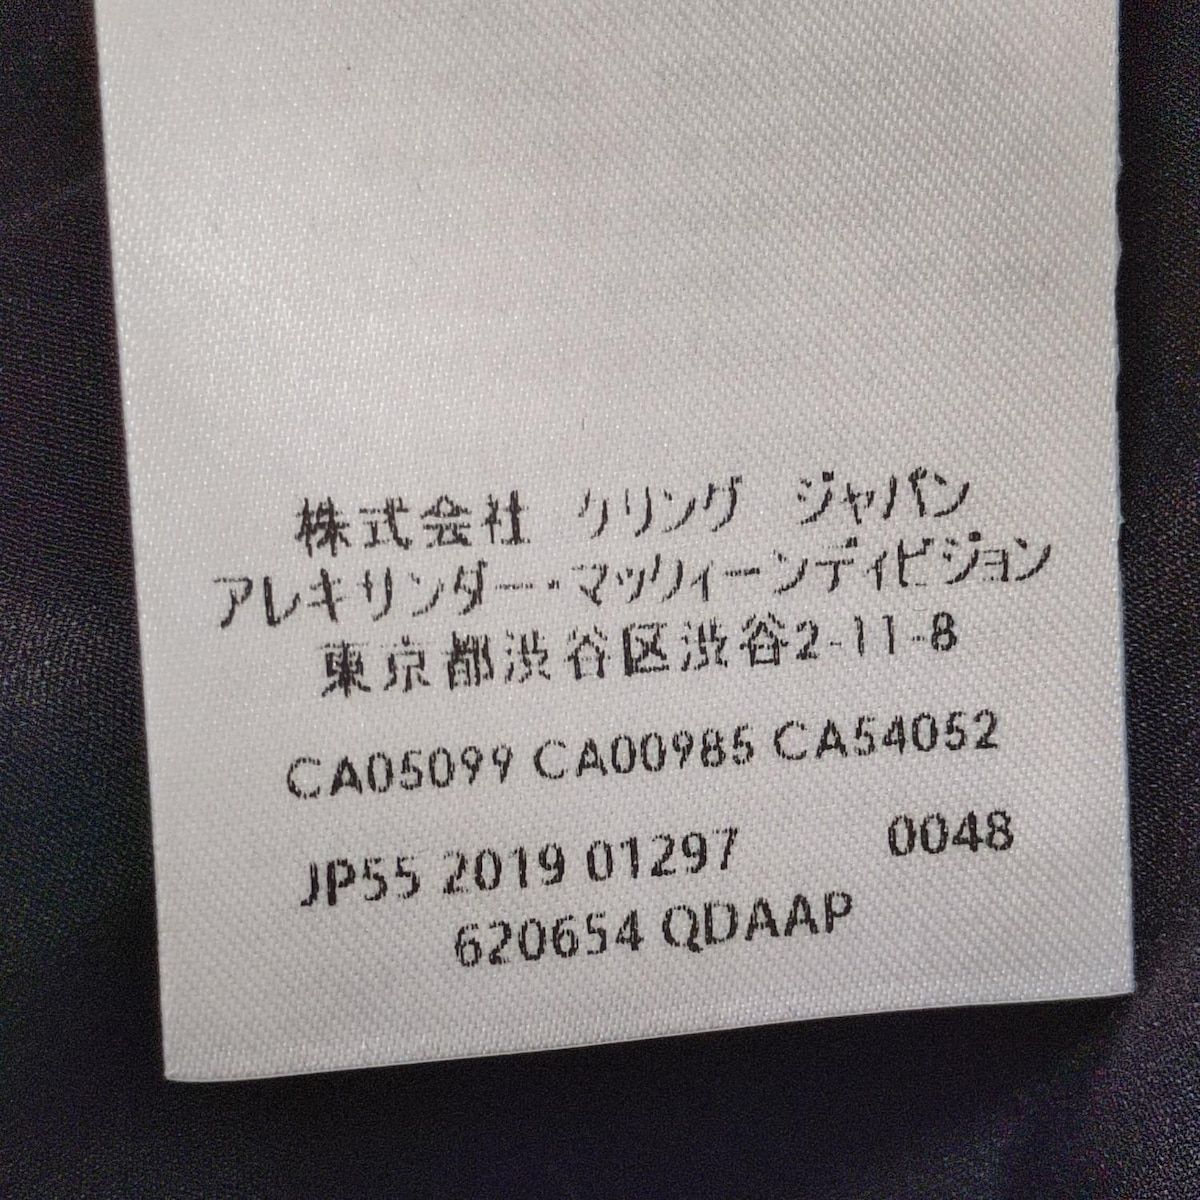 株式会社 ケリング ジャパン
アレキサンダー・マックィーンディビジョン
東京都渋谷区渋谷2-11-8
CA05099 CA00985 CA54052
JP55 2019 01297 0048
620654 QDAAP